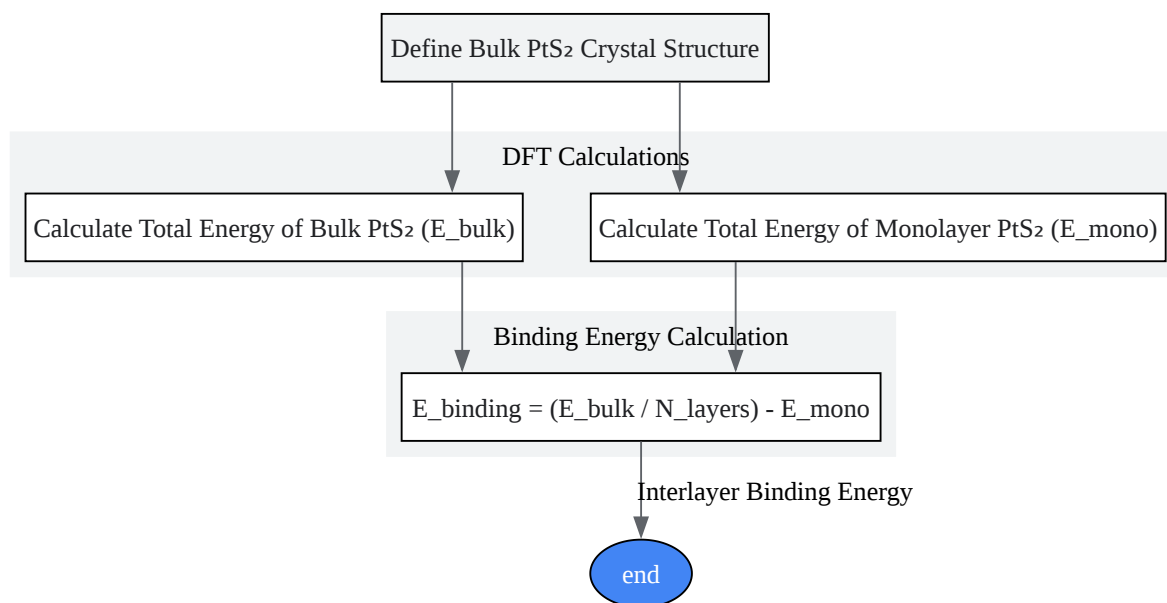 Define Bulk PtS₂ Crystal Structure
DFT Calculations
Calculate Total Energy of Bulk PtS₂ (E_bulk)
Calculate Total Energy of Monolayer PtS₂ (E_mono)
Binding Energy Calculation
E_binding = (E_bulk / N_layers) - E_mono
Interlayer Binding Energy
end